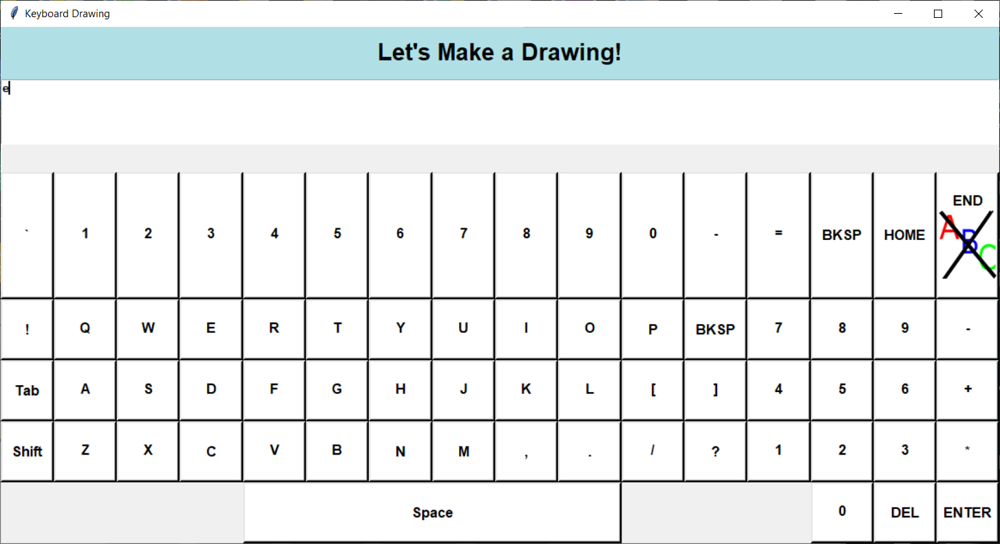 Keyboard Drawing
Let's Make a Drawing!
e
END
` 1 2 3 4 5 6 7 8 9 0 - = BKSP HOME A B C
! Q W E R T Y U I O P BKSP 7 8 9 -
Tab A S D F G H J K L [ ] 4 5 6 +
Shift Z X C V B N M , . / ? 1 2 3 *
Space 0 DEL ENTER